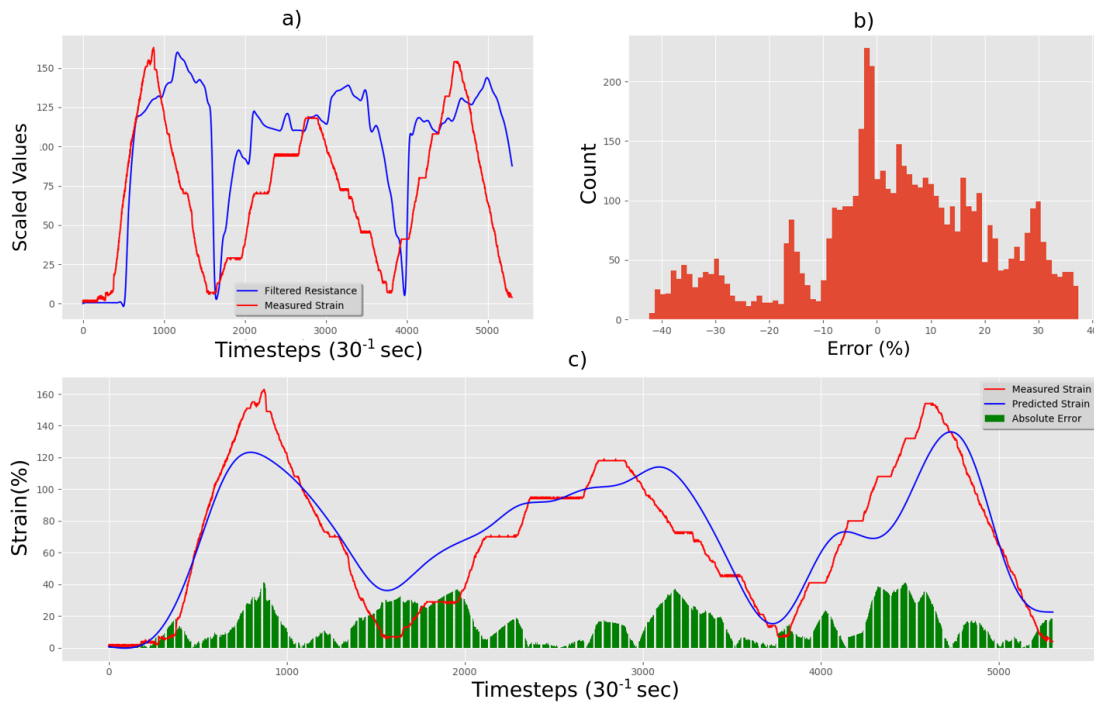 a)
Scaled Values
150
125
100
75
50
25
0
Filtered Resistance
Measured Strain
0 1000 2000 3000 4000 5000
Timesteps (30⁻¹ sec)
b)
Count
200
150
100
50
0
−40 −30 −20 −10 0 10 20 30 40
Error (%)
c)
Strain(%)
160
140
120
100
80
60
40
20
0
Measured Strain
Predicted Strain
Absolute Error
0 1000 2000 3000 4000 5000
Timesteps (30⁻¹ sec)